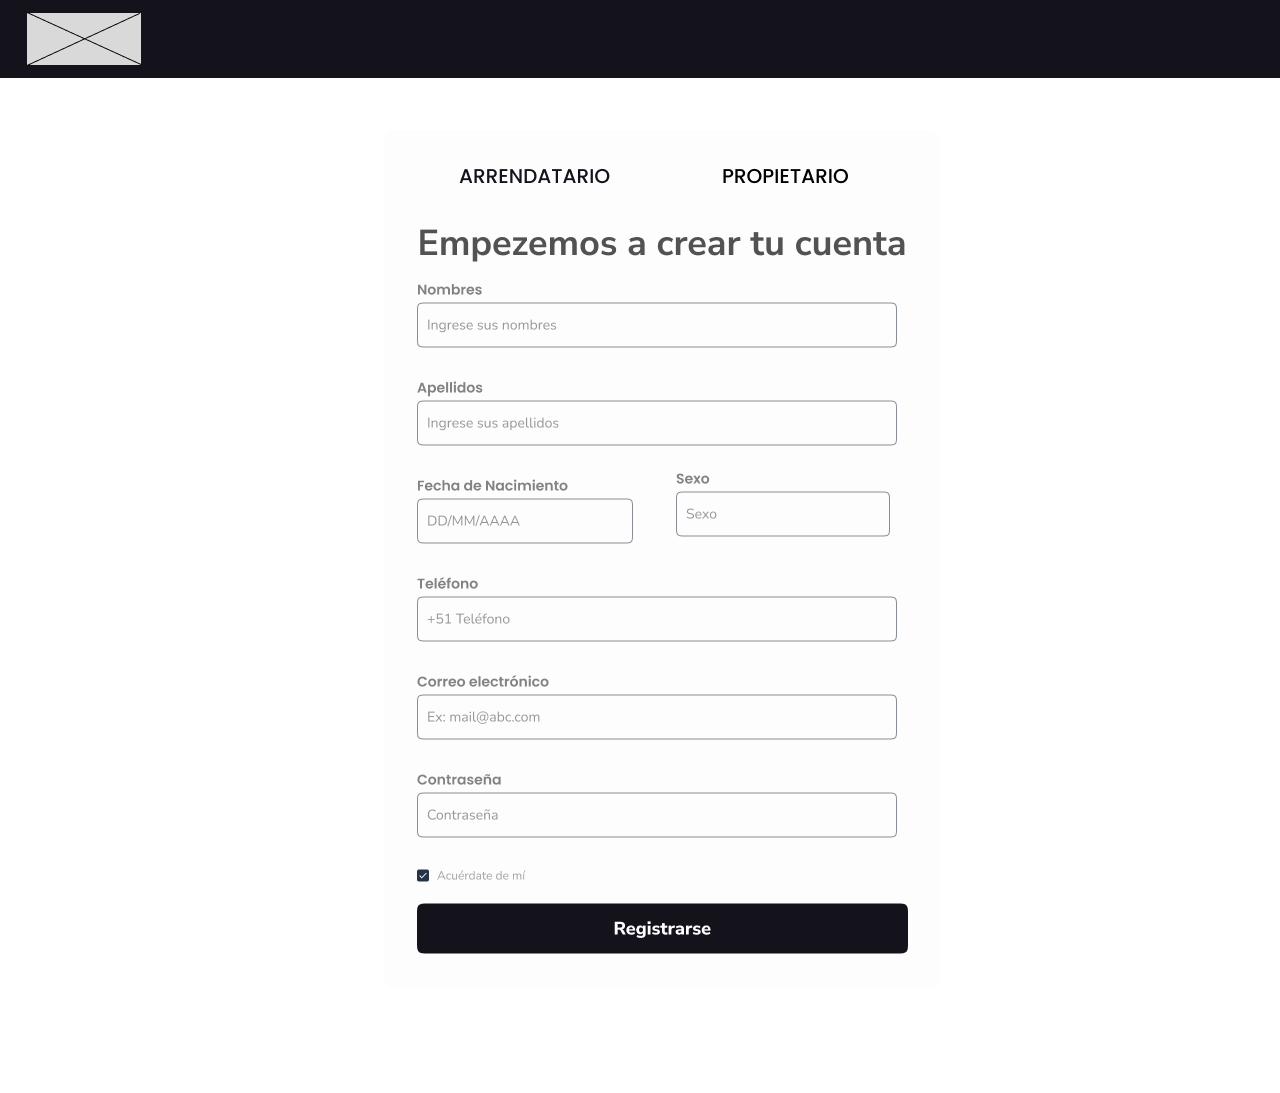 ARRENDATARIO PROPIETARIO
Empezemos a crear tu cuenta
Nombres
Ingrese sus nombres
Apellidos
Ingrese sus apellidos
Fecha de Nacimiento Sexo
DD/MM/AAAA Sexo
Teléfono
+51 Teléfono
Correo electrónico
Ex: mail@abc.com
Contraseña
Contraseña
Acuérdate de mí
Registrarse